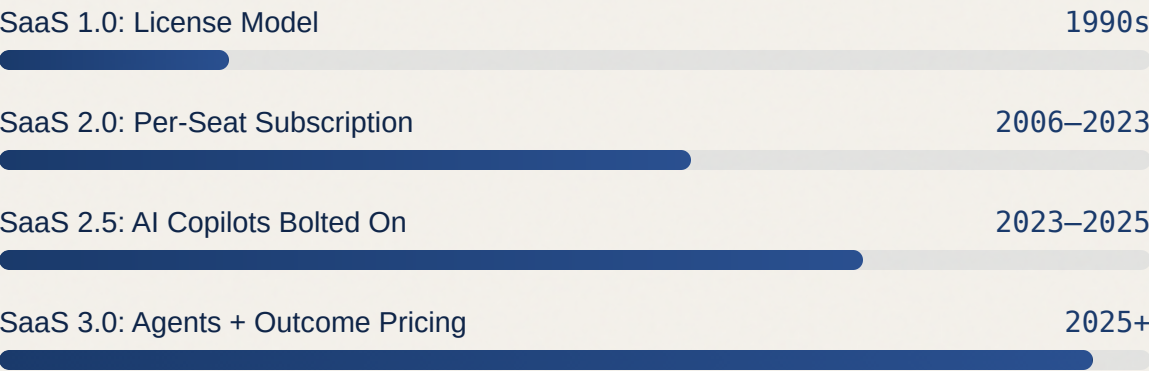 SaaS 1.0: License Model 1990s
SaaS 2.0: Per-Seat Subscription 2006–2023
SaaS 2.5: AI Copilots Bolted On 2023–2025
SaaS 3.0: Agents + Outcome Pricing 2025+